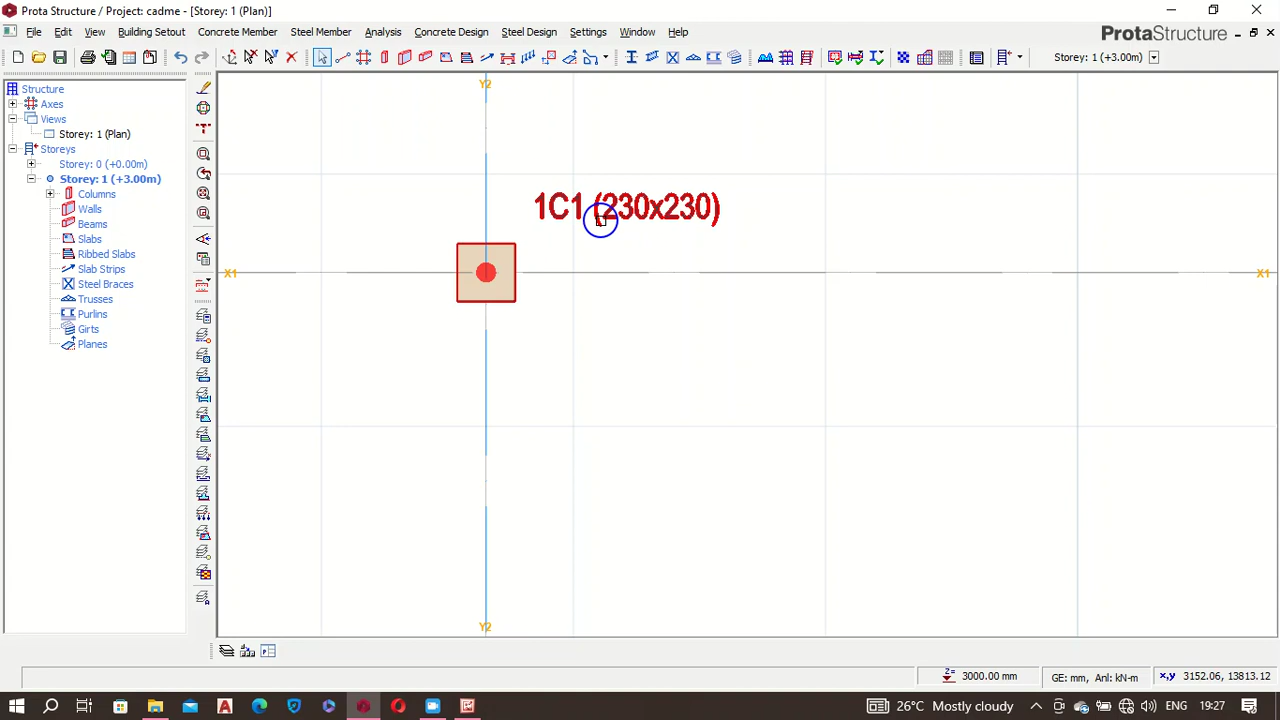 Prota Structure / Project: cadme - [Storey: 1 (Plan)]
File Edit View Building Setout Concrete Member Steel Member Analysis Concrete Design Steel Design Settings Window Help
ProtaStructure
Storey: 1 (+3.00m)
Structure
Axes
Views
Storey: 1 (Plan)
Storeys
Storey: 0 (+0.00m)
Storey: 1 (+3.00m)
Columns
Walls
Beams
Slabs
Ribbed Slabs
Slab Strips
Steel Braces
Trusses
Purlins
Girts
Planes
Y2
1C1 (230x230)
X1
X1
Y2
Z= 3000.00 mm
GE: mm, Anl: kN-m
x,y 3152.06, 13813.12
26°C Mostly cloudy
ENG
19:27